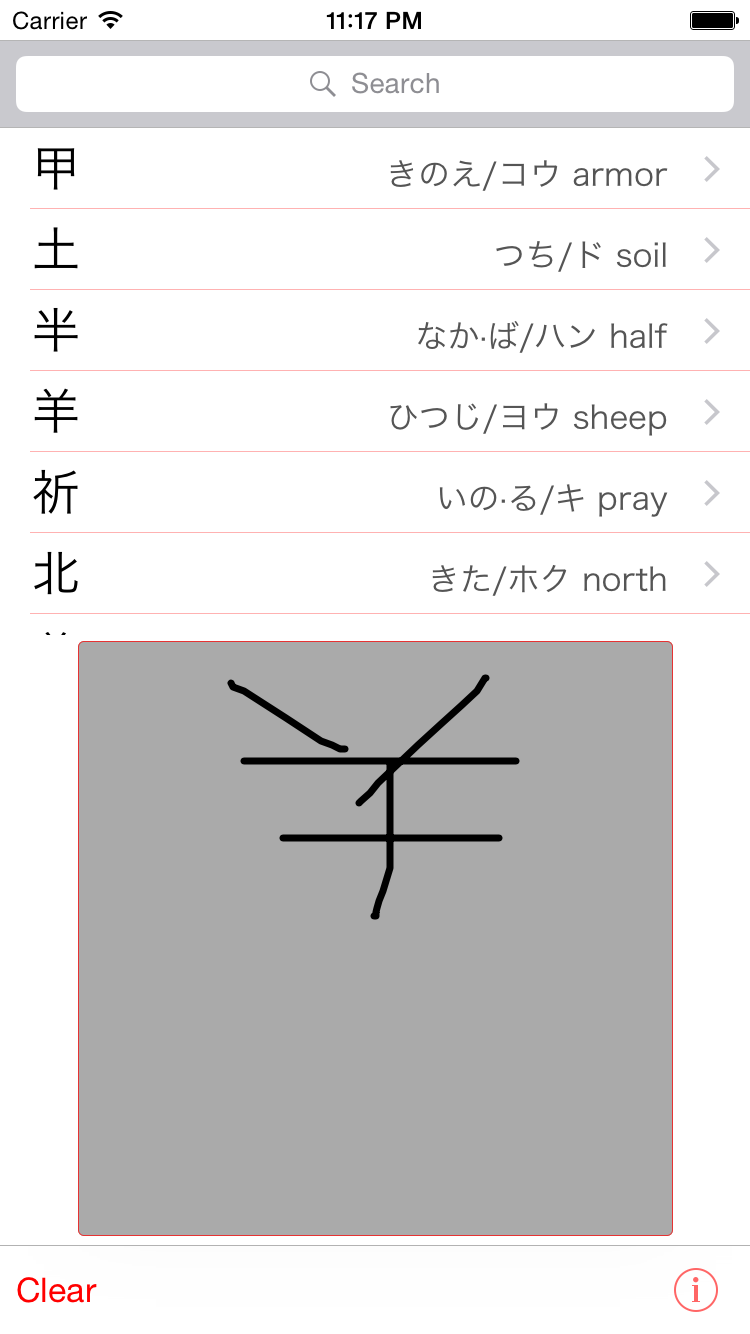 Carrier 11:17 PM
Search
甲 きのえ/コウ armor
土 つち/ド soil
半 なか·ば/ハン half
羊 ひつじ/ヨウ sheep
祈 いの·る/キ pray
北 きた/ホク north
Clear